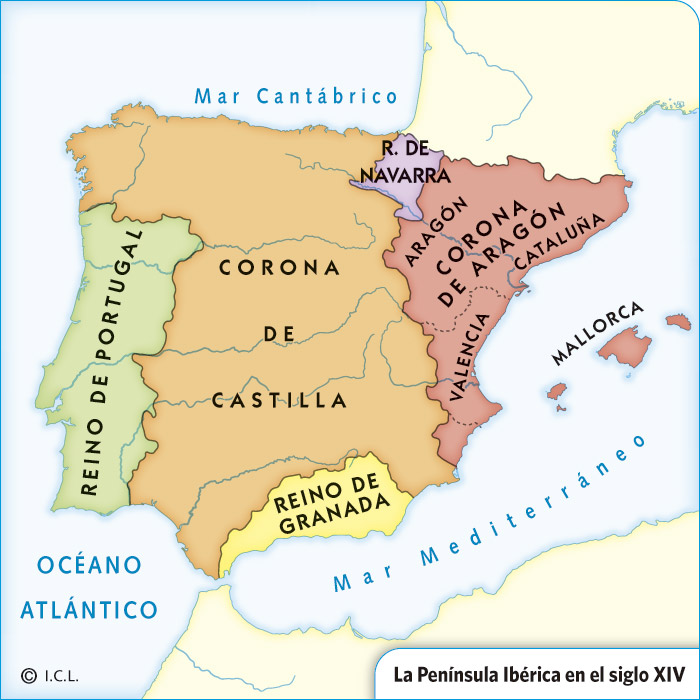 Mar Cantábrico
R. DE
NAVARRA
ARAGÓN
CORONA
DE ARAGÓN
CATALUÑA
REINO DE PORTUGAL
CORONA
DE
CASTILLA
VALENCIA
MALLORCA
REINO DE
GRANADA
Mar Mediterráneo
OCÉANO
ATLÁNTICO
© I.C.L.
La Península Ibérica en el siglo XIV